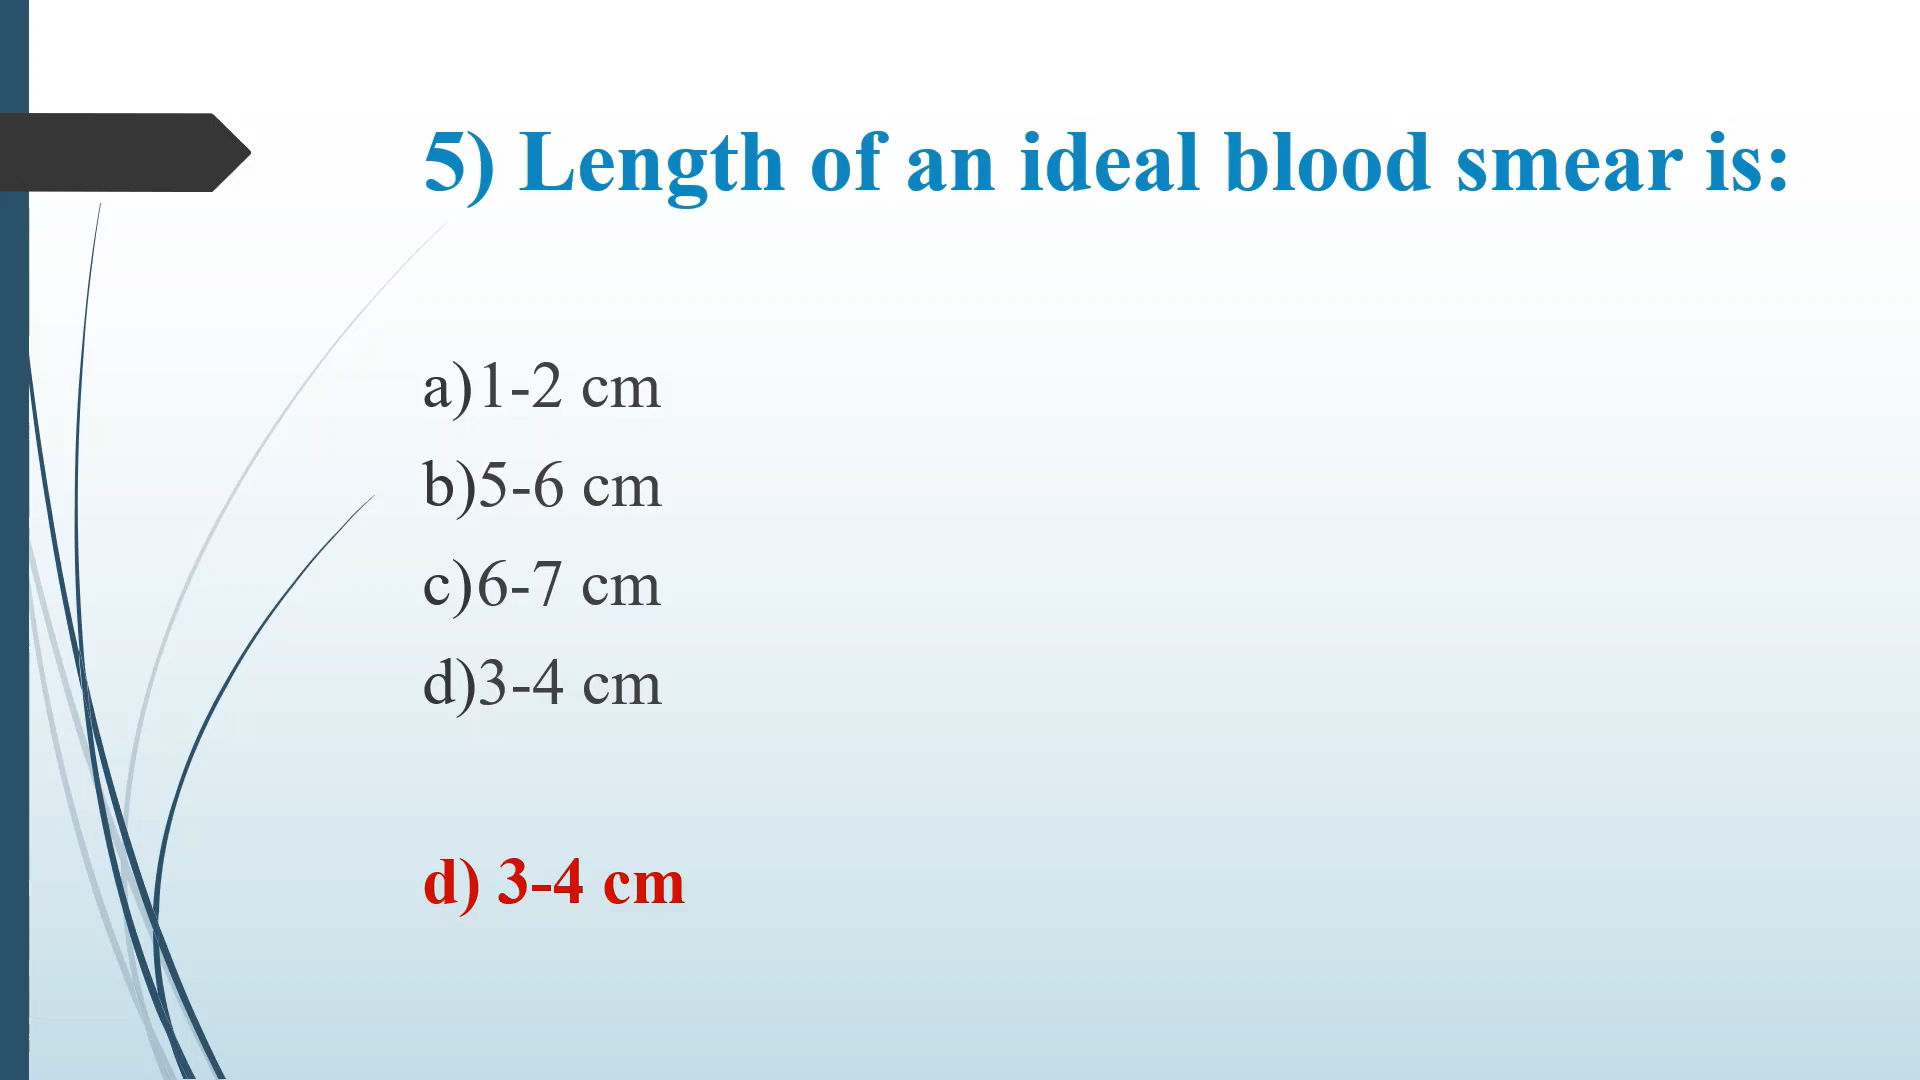 5) Length of an ideal blood smear is:
a)1-2 cm
b)5-6 cm
c)6-7 cm
d)3-4 cm
d) 3-4 cm